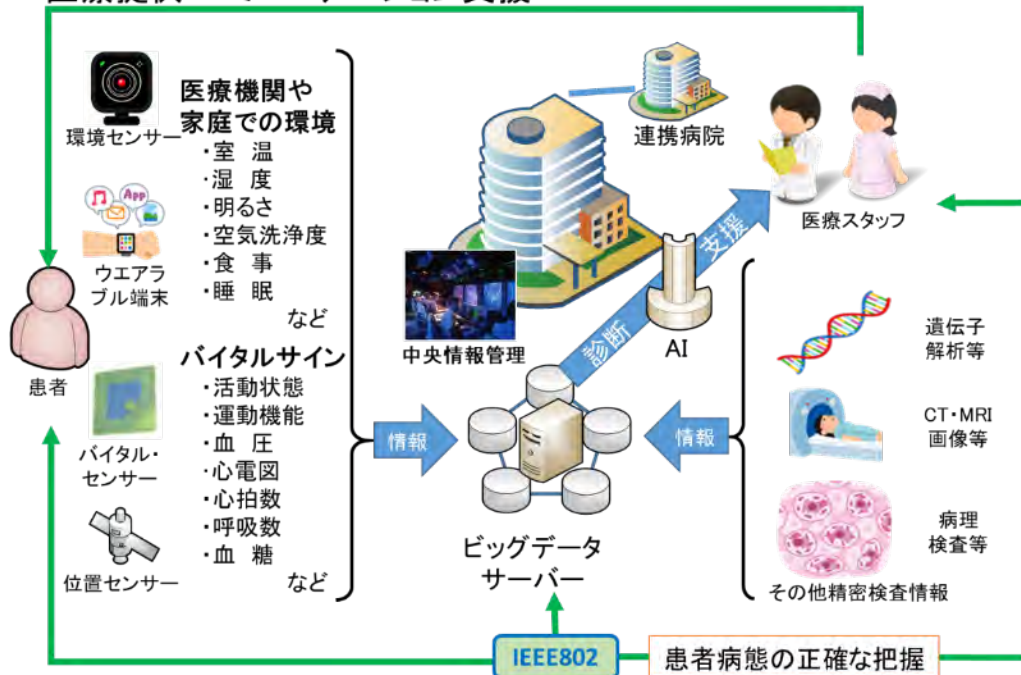 環境センサー
ウエアラ
ブル端末
患者
バイタル・
センサー
位置センサー
医療機関や
家庭での環境
・室 温
・湿 度
・明るさ
・空気洗浄度
・食 事
・睡 眠
など
バイタルサイン
・活動状態
・運動機能
・血 圧
・心電図
・心拍数
・呼吸数
・血 糖
など
情報
連携病院
中央情報管理
診断
支援
AI
App
ビッグデータ
サーバー
情報
医療スタッフ
遺伝子
解析等
CT・MRI
画像等
病理
検査等
その他精密検査情報
IEEE802
患者病態の正確な把握